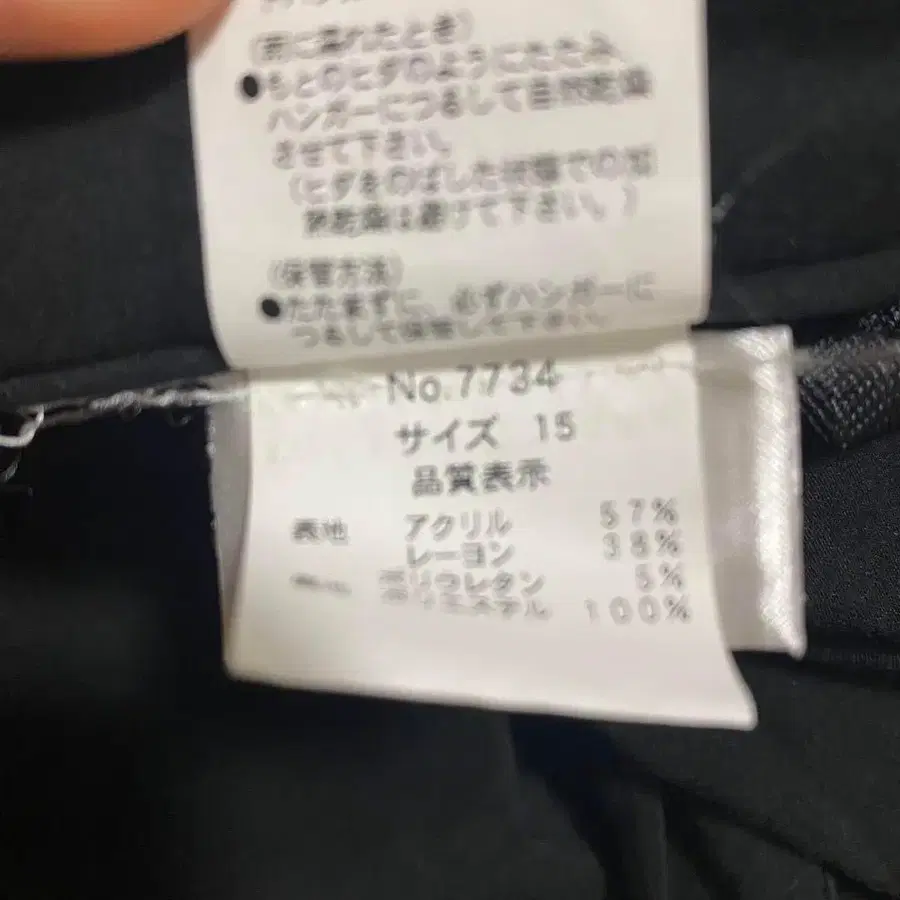 (雨に濡れたとき)
●もとのヒダのようにたたみ、
ハンガーにつるして自然乾燥
させて下さい。
(ヒダをのばした状態での加
熱乾燥は避けて下さい。)
(保管方法)
●たたまずに、必ずハンガーに
つるして保管して下さい。
No.7734
サイズ 15
品質表示
表地 アクリル 57%
レーヨン 38%
ポリウレタン 5%
ポリエステル 100%